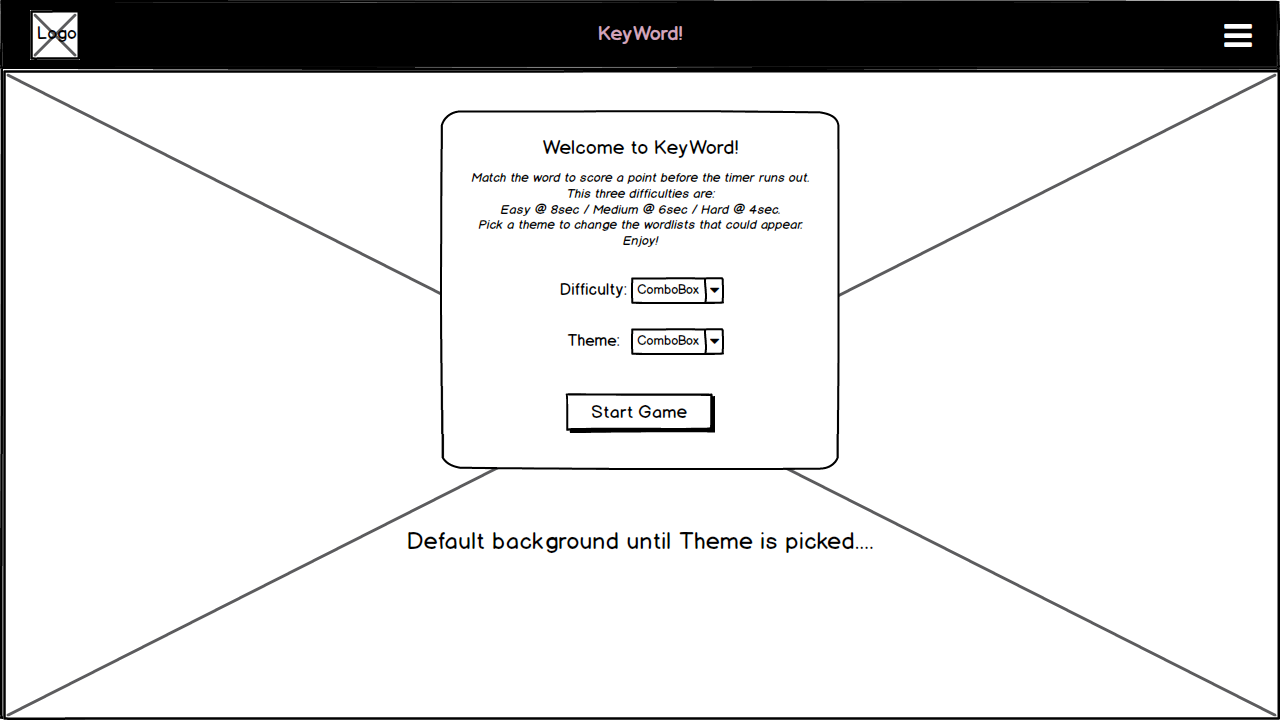 Logo
KeyWord!
Welcome to KeyWord!
Match the word to score a point before the timer runs out.
This three difficulties are:
Easy @ 8sec / Medium @ 6sec / Hard @ 4sec.
Pick a theme to change the wordlists that could appear.
Enjoy!
Difficulty: ComboBox
Theme: ComboBox
Start Game
Default background until Theme is picked....